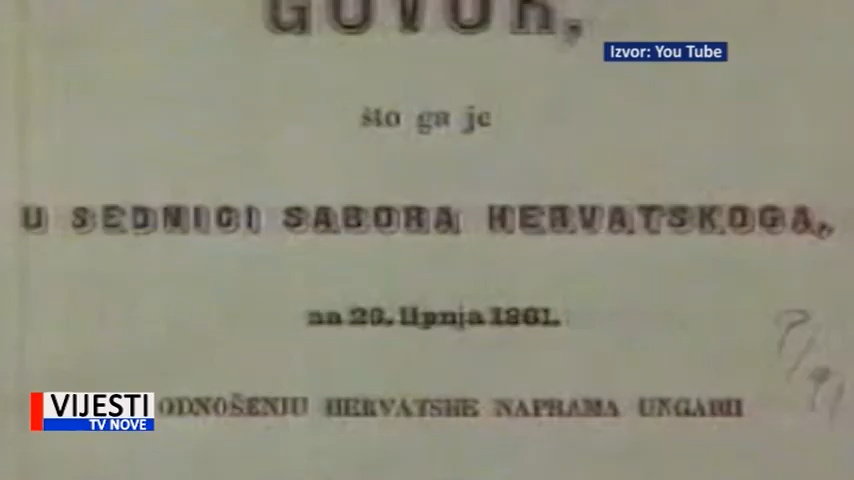 GOVOR,
Izvor: You Tube
što ga je
U SEDNICI SABORA HERVATSKOGA,
na 26. lipnja 1861.
ODNOŠENJU HERVATSKE NAPRAMA UNGARII
VIJESTI
TV NOVE